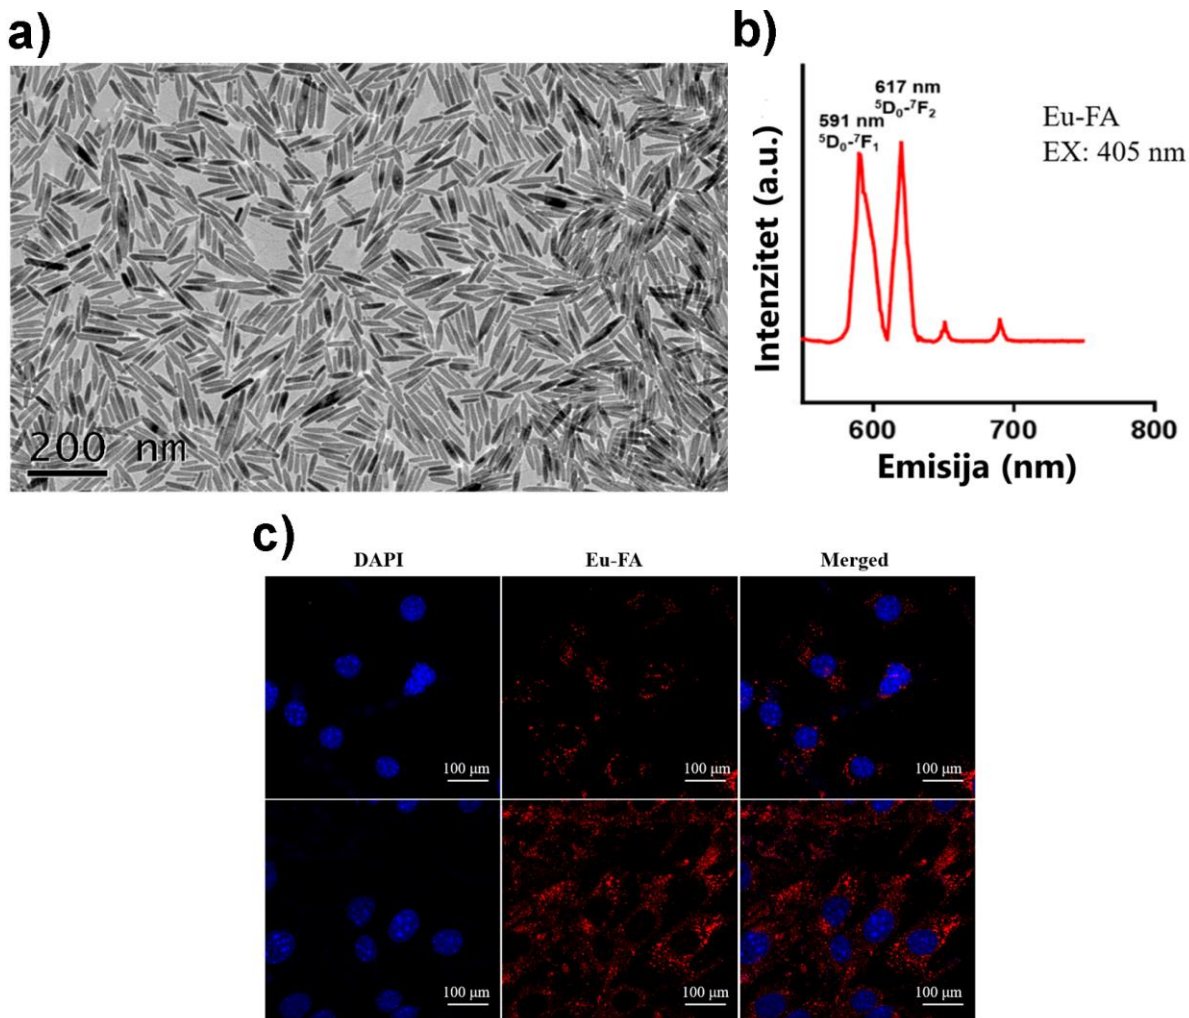 a)
200 nm
b)
617 nm
⁵D₀-⁷F₂
591 nm
⁵D₀-⁷F₁
Eu-FA
EX: 405 nm
Intenzitet (a.u.)
600 700 800
Emisija (nm)
c)
DAPI Eu-FA Merged
100 μm 100 μm 100 μm
100 μm 100 μm 100 μm